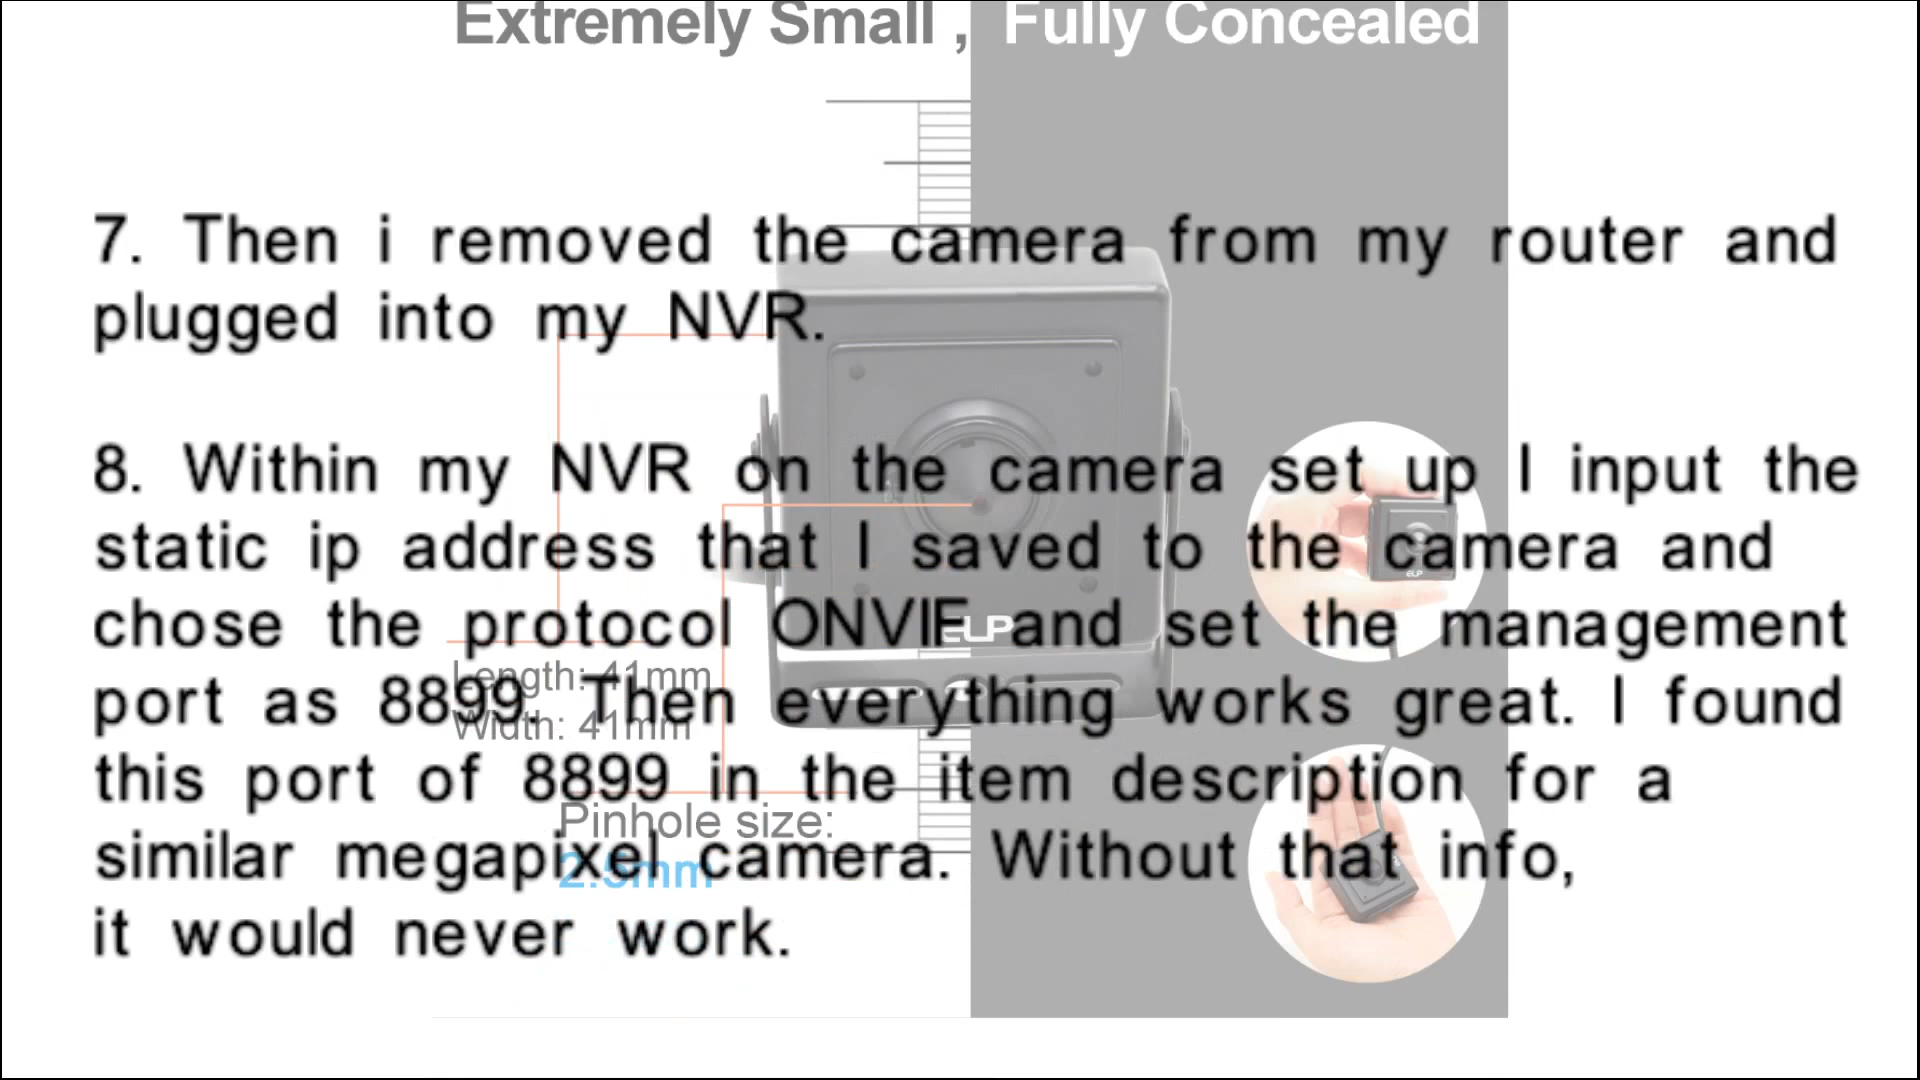 Extremely Small , Fully Concealed
7. Then i removed the camera from my router and
plugged into my NVR.
8. Within my NVR on the camera set up I input the
static ip address that I saved to the camera and
chose the protocol ONVIF and set the management
port as 8899. Then everything works great. I found
this port of 8899 in the item description for a
similar megapixel camera. Without that info,
it would never work.
ELP
Length: 41mm
Width: 41mm
Pinhole size:
2.5mm
ELP